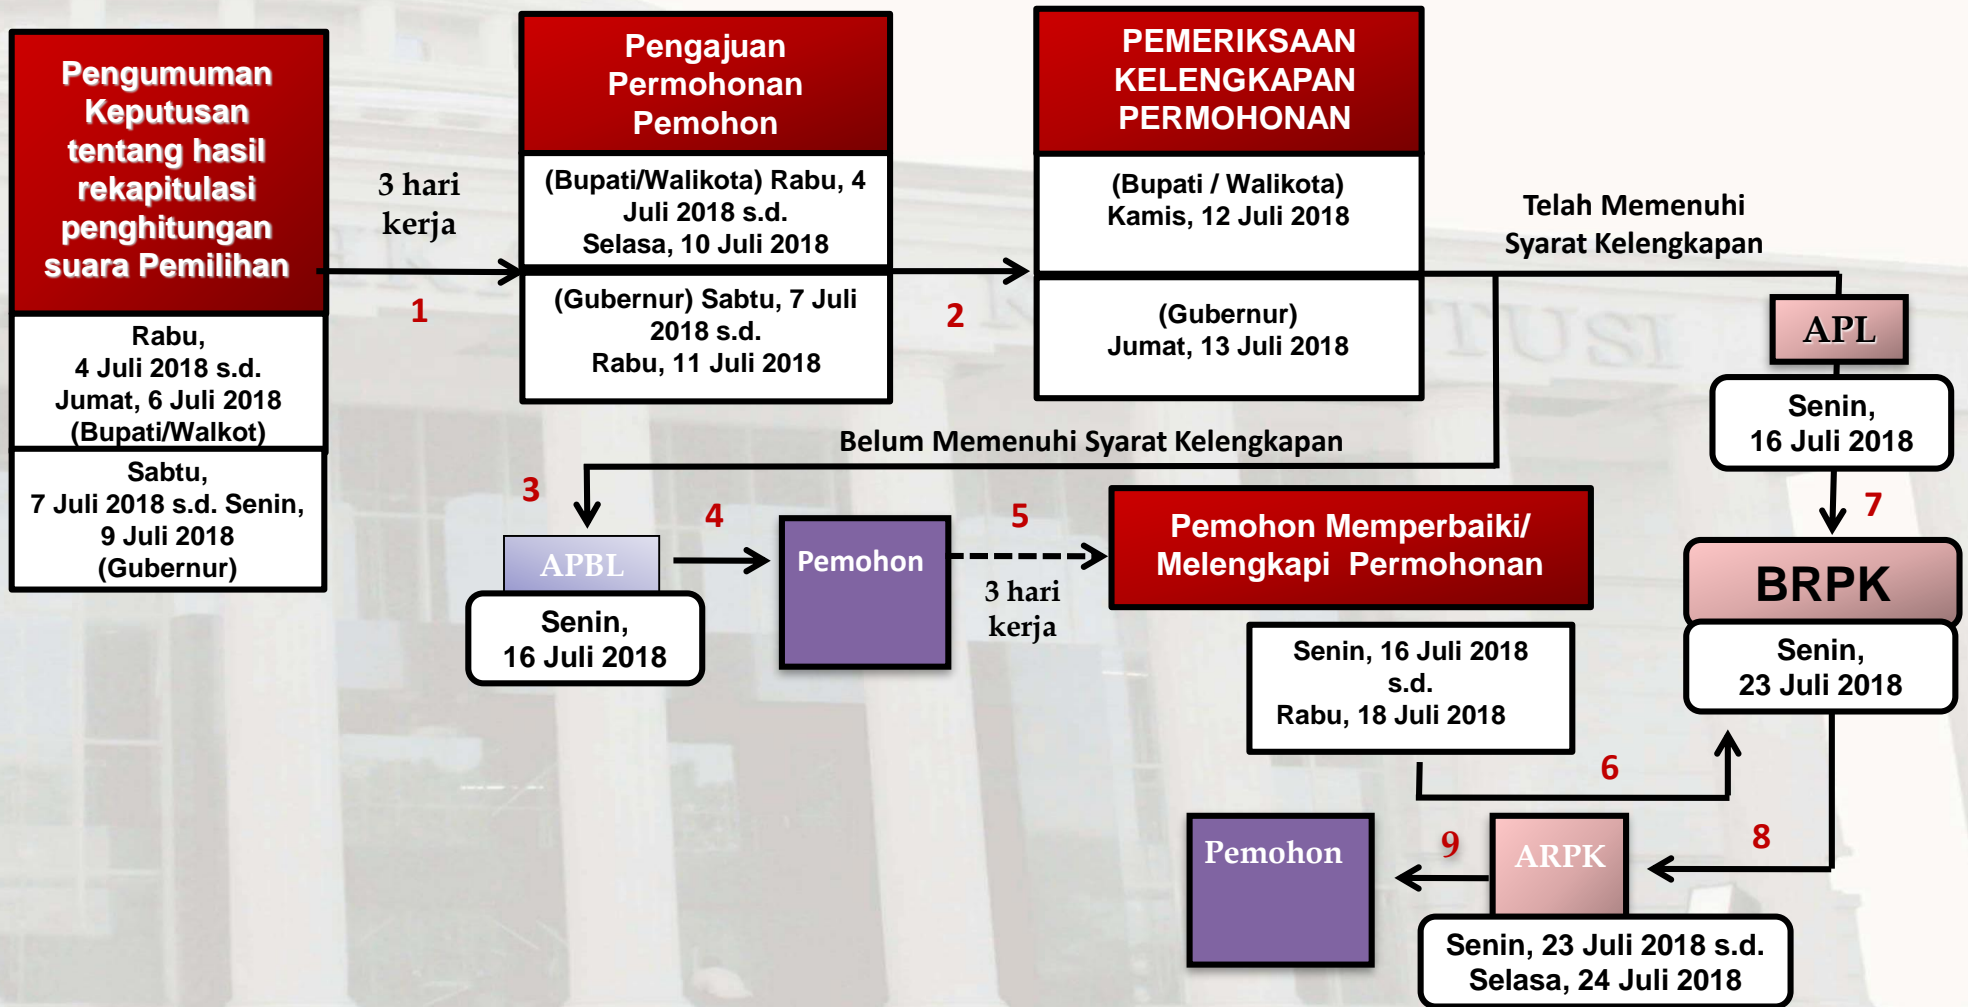 Pengumuman
Keputusan
tentang hasil
rekapitulasi
penghitungan
suara Pemilihan
Rabu,
4 Juli 2018 s.d.
Jumat, 6 Juli 2018
(Bupati/Walkot)
Sabtu,
7 Juli 2018 s.d. Senin,
9 Juli 2018
(Gubernur)
3 hari
kerja
1
Pengajuan
Permohonan
Pemohon
(Bupati/Walikota) Rabu, 4
Juli 2018 s.d.
Selasa, 10 Juli 2018
(Gubernur) Sabtu, 7 Juli
2018 s.d.
Rabu, 11 Juli 2018
2
PEMERIKSAAN
KELENGKAPAN
PERMOHONAN
(Bupati / Walikota)
Kamis, 12 Juli 2018
(Gubernur)
Jumat, 13 Juli 2018
Telah Memenuhi
Syarat Kelengkapan
APL
Senin,
16 Juli 2018
7
Belum Memenuhi Syarat Kelengkapan
3
APBL
Senin,
16 Juli 2018
4
Pemohon
5
3 hari
kerja
Pemohon Memperbaiki/
Melengkapi Permohonan
Senin, 16 Juli 2018
s.d.
Rabu, 18 Juli 2018
6
BRPK
Senin,
23 Juli 2018
8
ARPK
Senin, 23 Juli 2018 s.d.
Selasa, 24 Juli 2018
9
Pemohon